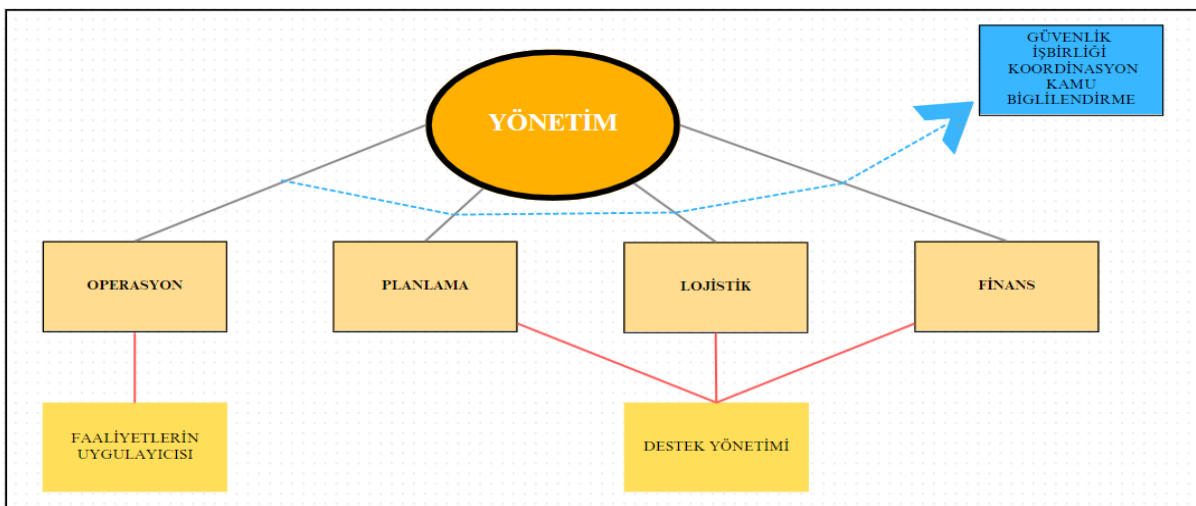 GÜVENLİK
İŞBİRLİĞİ
KOORDİNASYON
KAMU
BİGLİLENDİRME
YÖNETİM
OPERASYON
PLANLAMA
LOJİSTİK
FİNANS
FAALİYETLERİN
UYGULAYICISI
DESTEK YÖNETİMİ